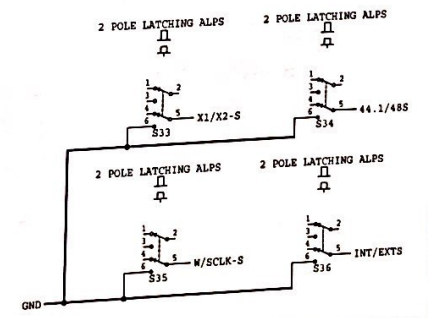 2 POLE LATCHING ALPS
2 POLE LATCHING ALPS
1
2
3
4
5
X1/X2-S
6
S33
1
2
3
4
5
44.1/48S
6
S34
2 POLE LATCHING ALPS
2 POLE LATCHING ALPS
1
2
3
4
5
W/SCLK-S
6
S35
1
2
3
4
5
INT/EXTS
6
S36
GND